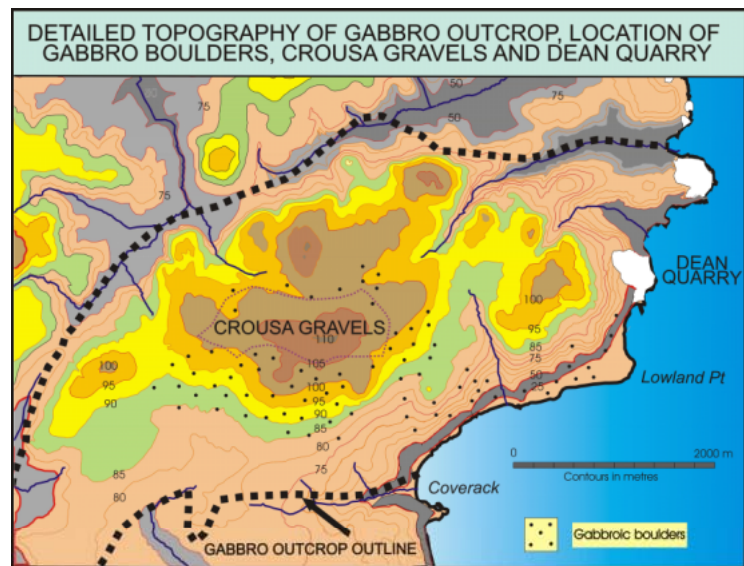 DETAILED TOPOGRAPHY OF GABBRO OUTCROP, LOCATION OF
GABBRO BOULDERS, CROUSA GRAVELS AND DEAN QUARRY
50
50
75
50
75
75
75
DEAN
QUARRY
100
CROUSA GRAVELS
110
95
100
105
85
75
95
100
50
90
95
25
Lowland Pt
90
85
80
75
0
2000 m
Contours in metres
85
80
Coverack
Gabbroic boulders
GABBRO OUTCROP OUTLINE